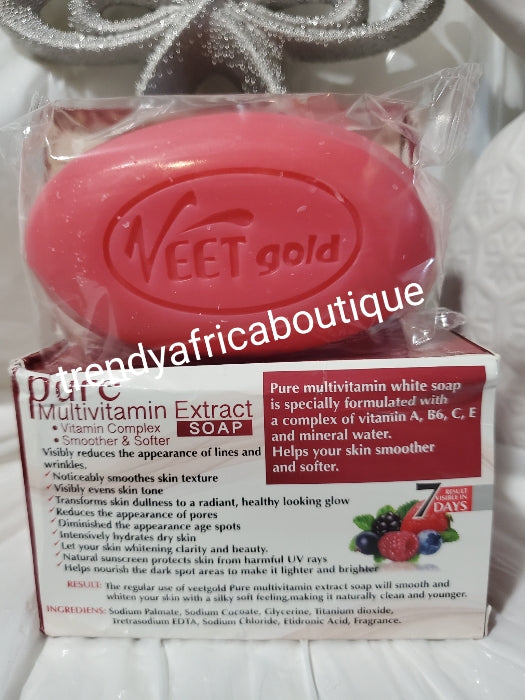 VEET gold
trendyafricaboutique
pure
Multivitamin Extract
• Vitamin Complex
SOAP
• Smoother & Softer
Pure multivitamin white soap
is specially formulated with
a complex of vitamin A, B6, C, E
and mineral water.
Helps your skin smoother
and softer.
Visibly reduces the appearance of lines and
wrinkles.
✓ Noticeably smoothes skin texture
✓ Visibly evens skin tone
✓ Transforms skin dullness to a radiant, healthy looking glow
✓ Reduces the appearance of pores
✓ Diminished the appearance age spots
✓ Intensively hydrates dry skin
✓ Let your skin whitening clarity and beauty.
✓ Natural sunscreen protects skin from harmful UV rays
✓ Helps nourish the dark spot areas to make it lighter and brighter
7 RESULT
VISIBLE IN
DAYS
RESULT: The regular use of veetgold Pure multivitamin extract soap will smooth and
whiten your skin with a silky soft feeling,making it naturally clean and younger.
INGREDIENS: Sodium Palmate, Sodium Cocoate, Glycerine, Titanium dioxide,
Tretrasodium EDTA, Sodium Chloride, Etidronic Acid, Fragrance.